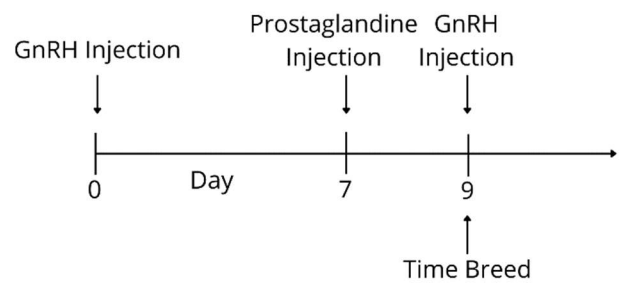 GnRH Injection
Prostaglandine
Injection
GnRH
Injection
0
Day
7
9
Time Breed